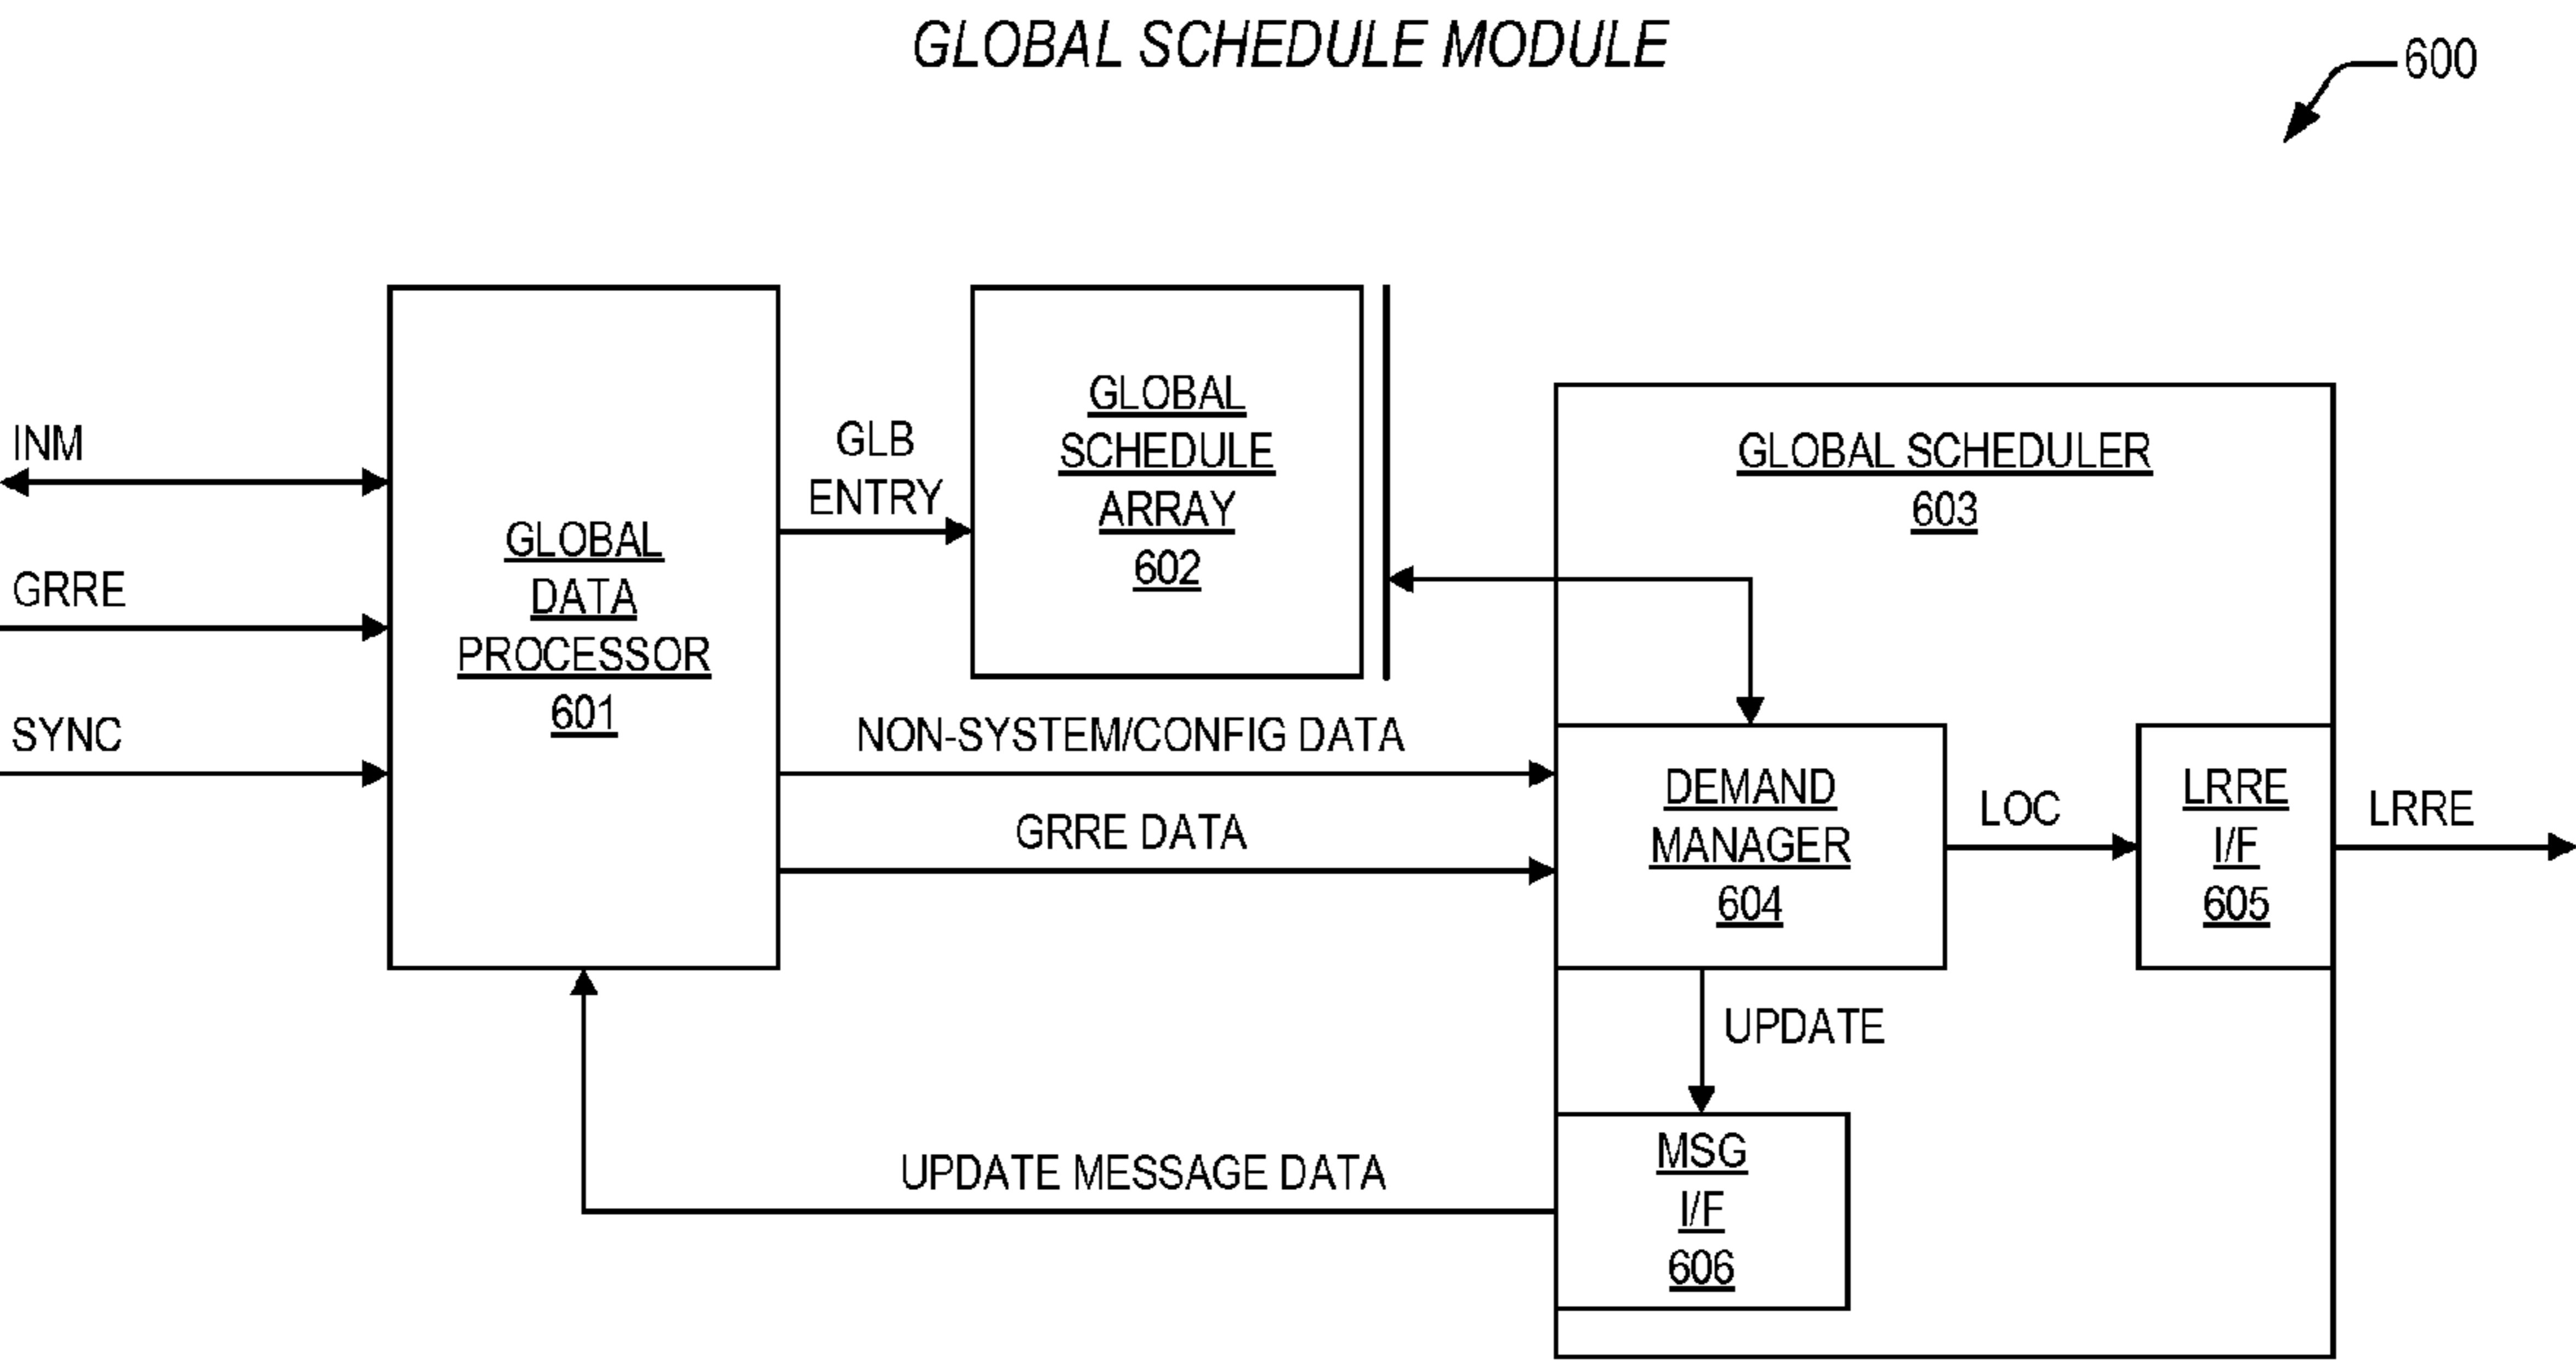 GLOBAL SCHEDULE MODULE
600
INM
GRRE
SYNC
GLOBAL
DATA
PROCESSOR
601
GLB
ENTRY
GLOBAL
SCHEDULE
ARRAY
602
GLOBAL SCHEDULER
603
NON-SYSTEM/CONFIG DATA
GRRE DATA
DEMAND
MANAGER
604
LOC
LRRE
I/F
605
LRRE
UPDATE
UPDATE MESSAGE DATA
MSG
I/F
606